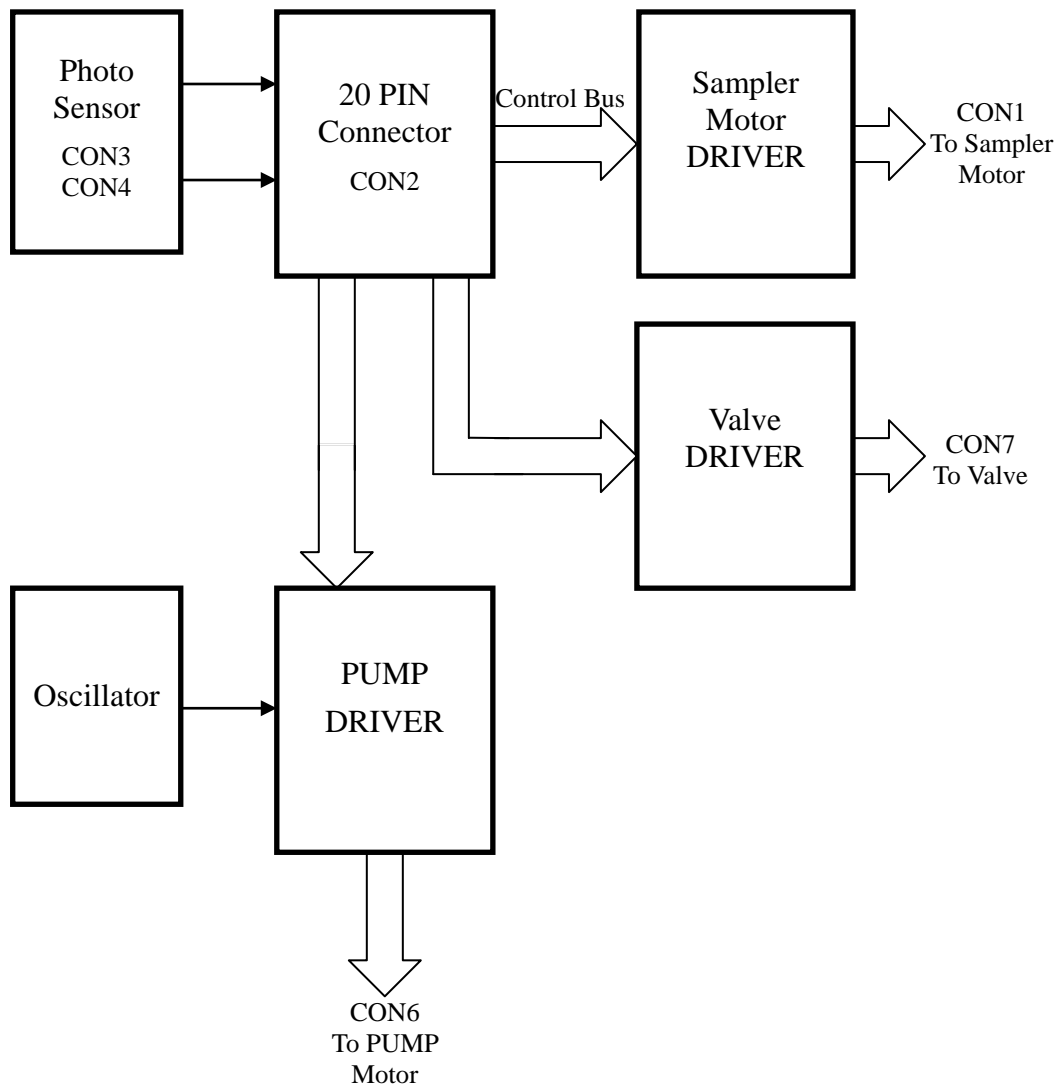 Photo
Sensor
CON3
CON4
20 PIN
Connector
CON2
Control Bus
Sampler
Motor
DRIVER
CON1
To Sampler
Motor
Valve
DRIVER
CON7
To Valve
Oscillator
PUMP
DRIVER
CON6
To PUMP
Motor